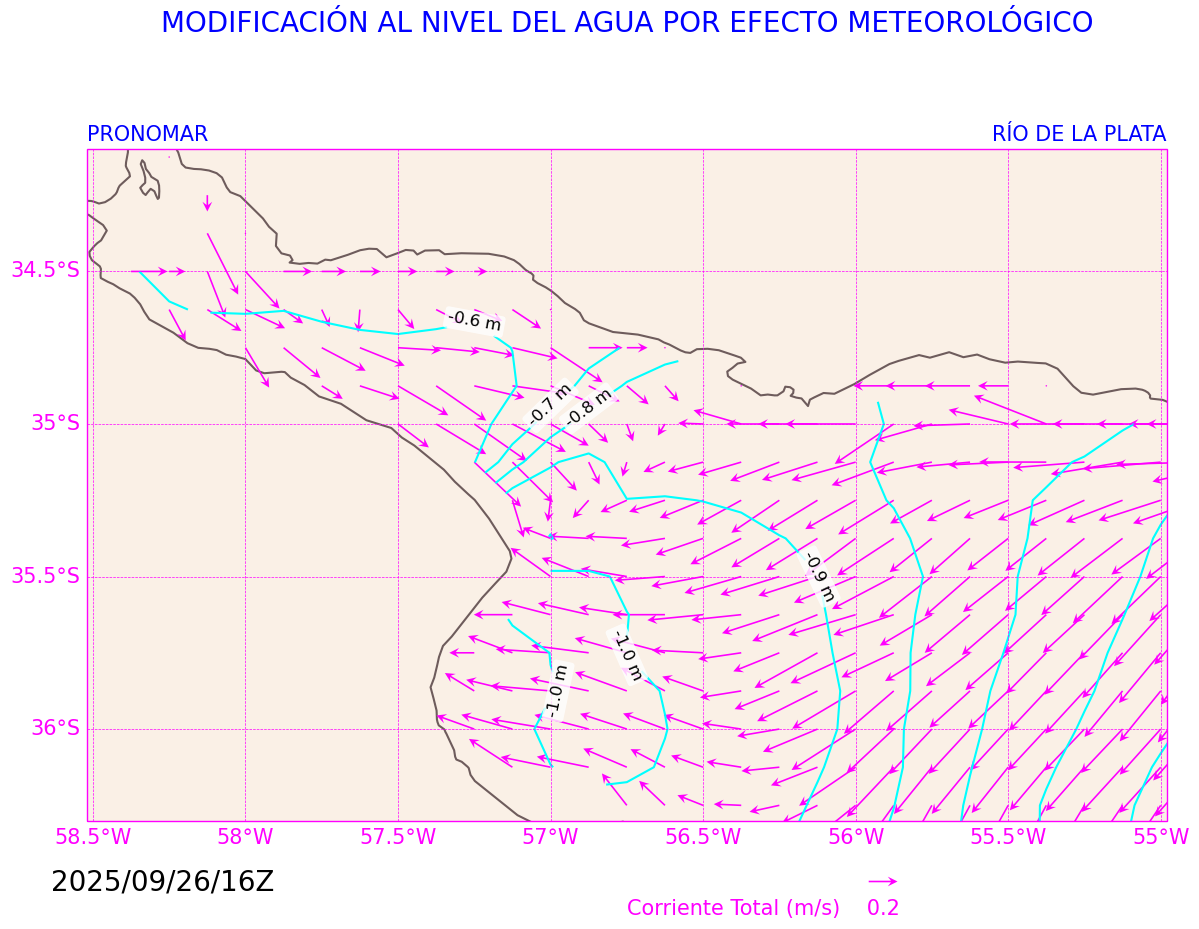 MODIFICACIÓN AL NIVEL DEL AGUA POR EFECTO METEOROLÓGICO
PRONOMAR RÍO DE LA PLATA
34.5°S
-0.6 m
-0.7 m
-0.8 m
35°S
35.5°S
-0.9 m
-1.0 m
-1.0 m
36°S
58.5°W 58°W 57.5°W 57°W 56.5°W 56°W 55.5°W 55°W
2025/09/26/16Z
Corriente Total (m/s) 0.2